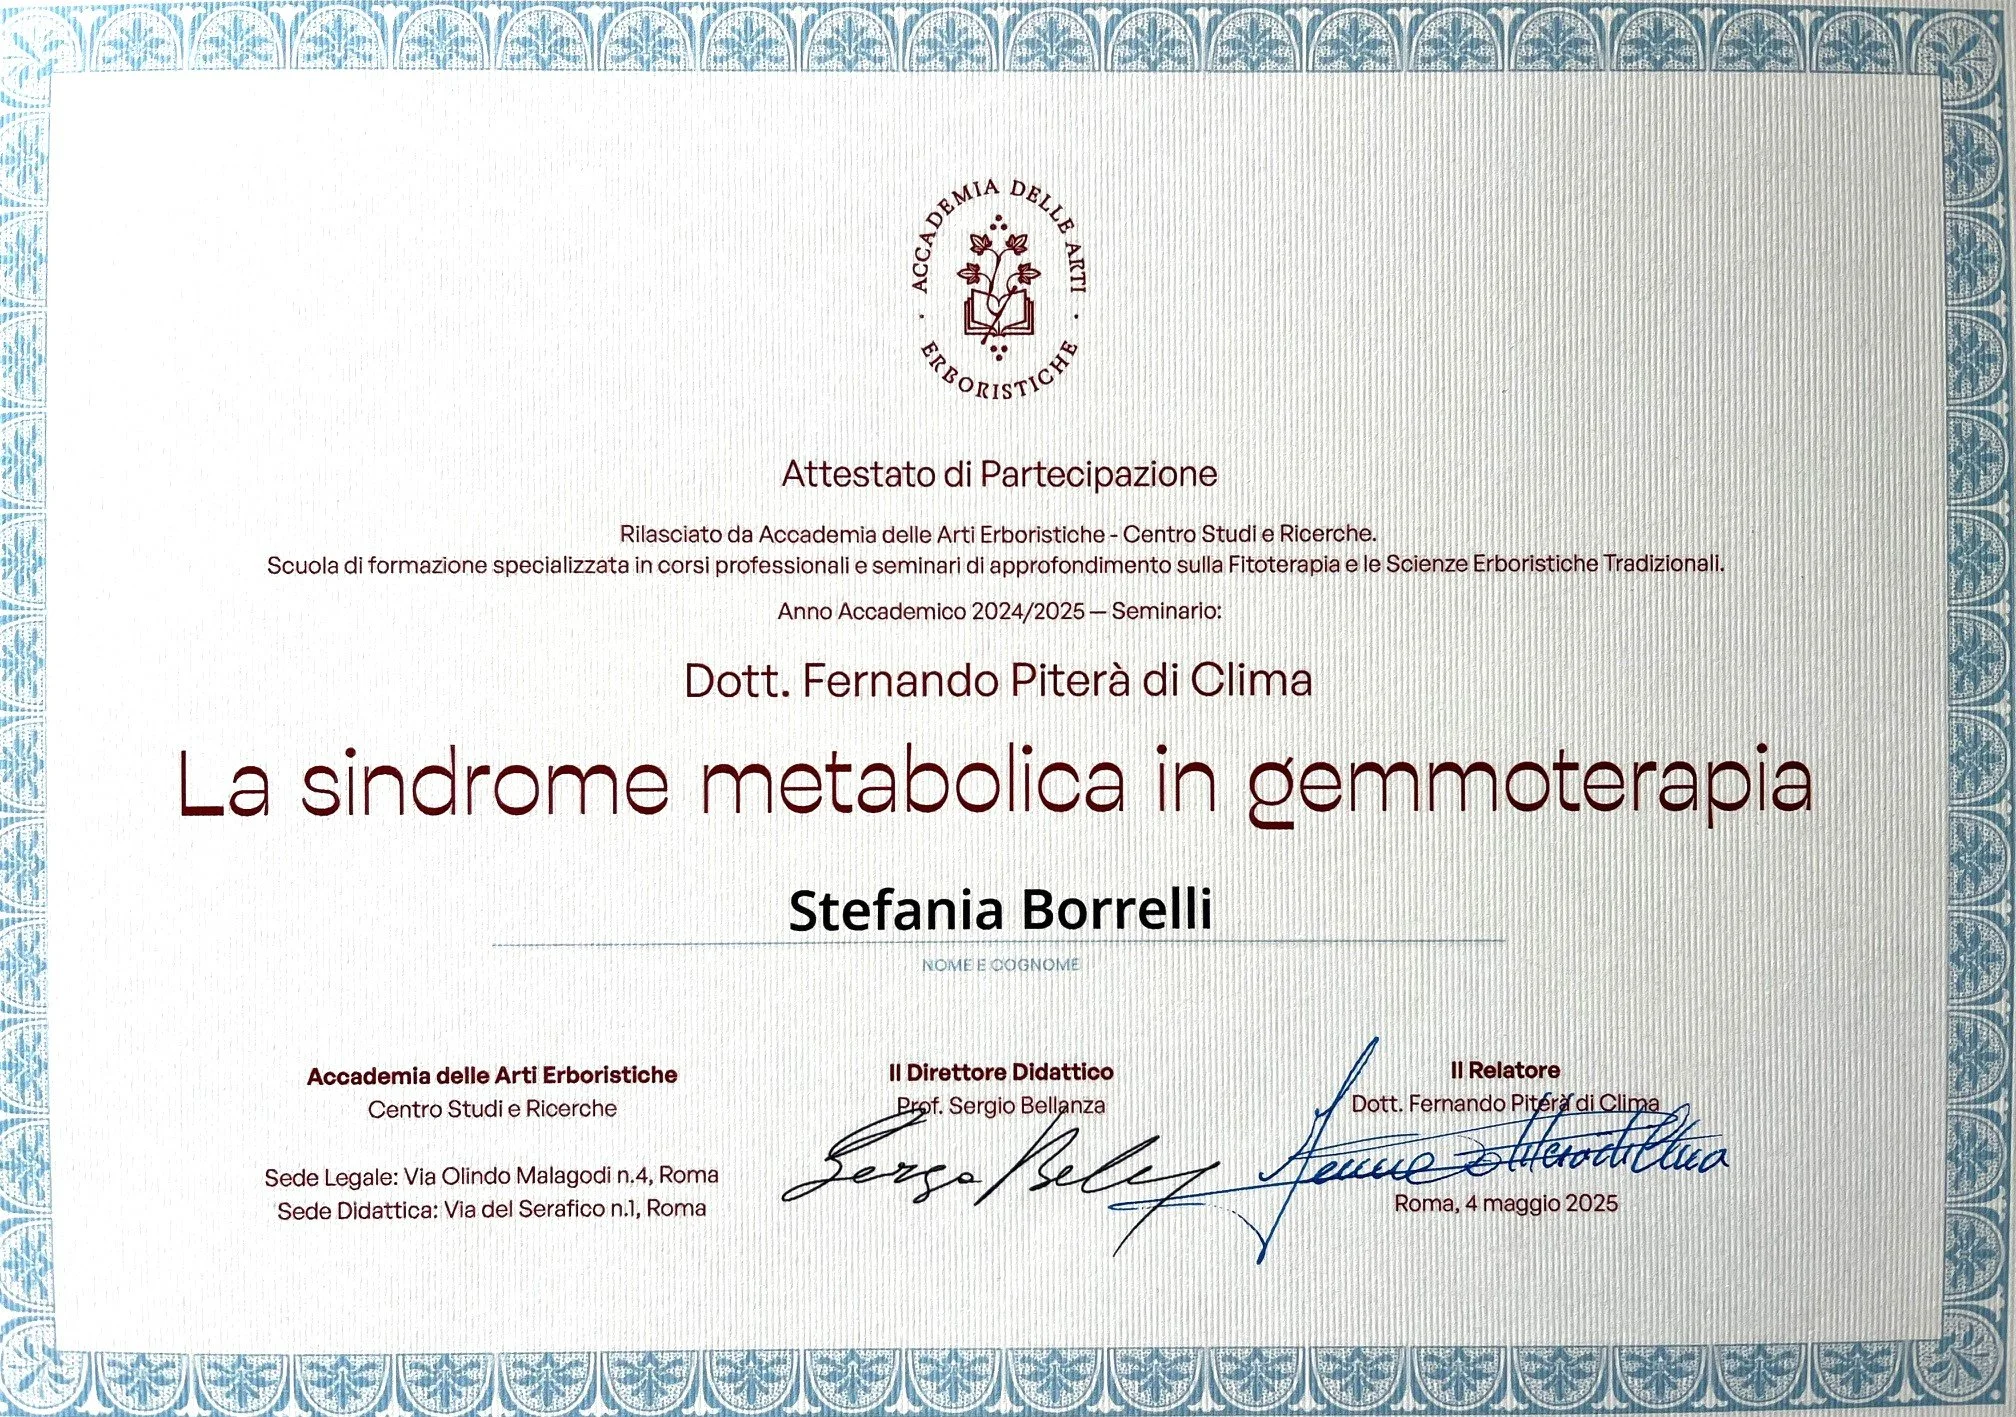 ACCADEMIA DELLE ARTI
ERBORISTICHE
Attestato di Partecipazione
Rilasciato da Accademia delle Arti Erboristiche - Centro Studi e Ricerche.
Scuola di formazione specializzata in corsi professionali e seminari di approfondimento sulla Fitoterapia e le Scienze Erboristiche Tradizionali.
Anno Accademico 2024/2025 — Seminario:
Dott. Fernando Piterà di Clima
La sindrome metabolica in gemmoterapia
Stefania Borrelli
NOME E COGNOME
Accademia delle Arti Erboristiche
Centro Studi e Ricerche
Sede Legale: Via Olindo Malagodi n.4, Roma
Sede Didattica: Via del Serafico n.1, Roma
Il Direttore Didattico
Prof. Sergio Bellanza
Il Relatore
Dott. Fernando Piterà di Clima
Roma, 4 maggio 2025